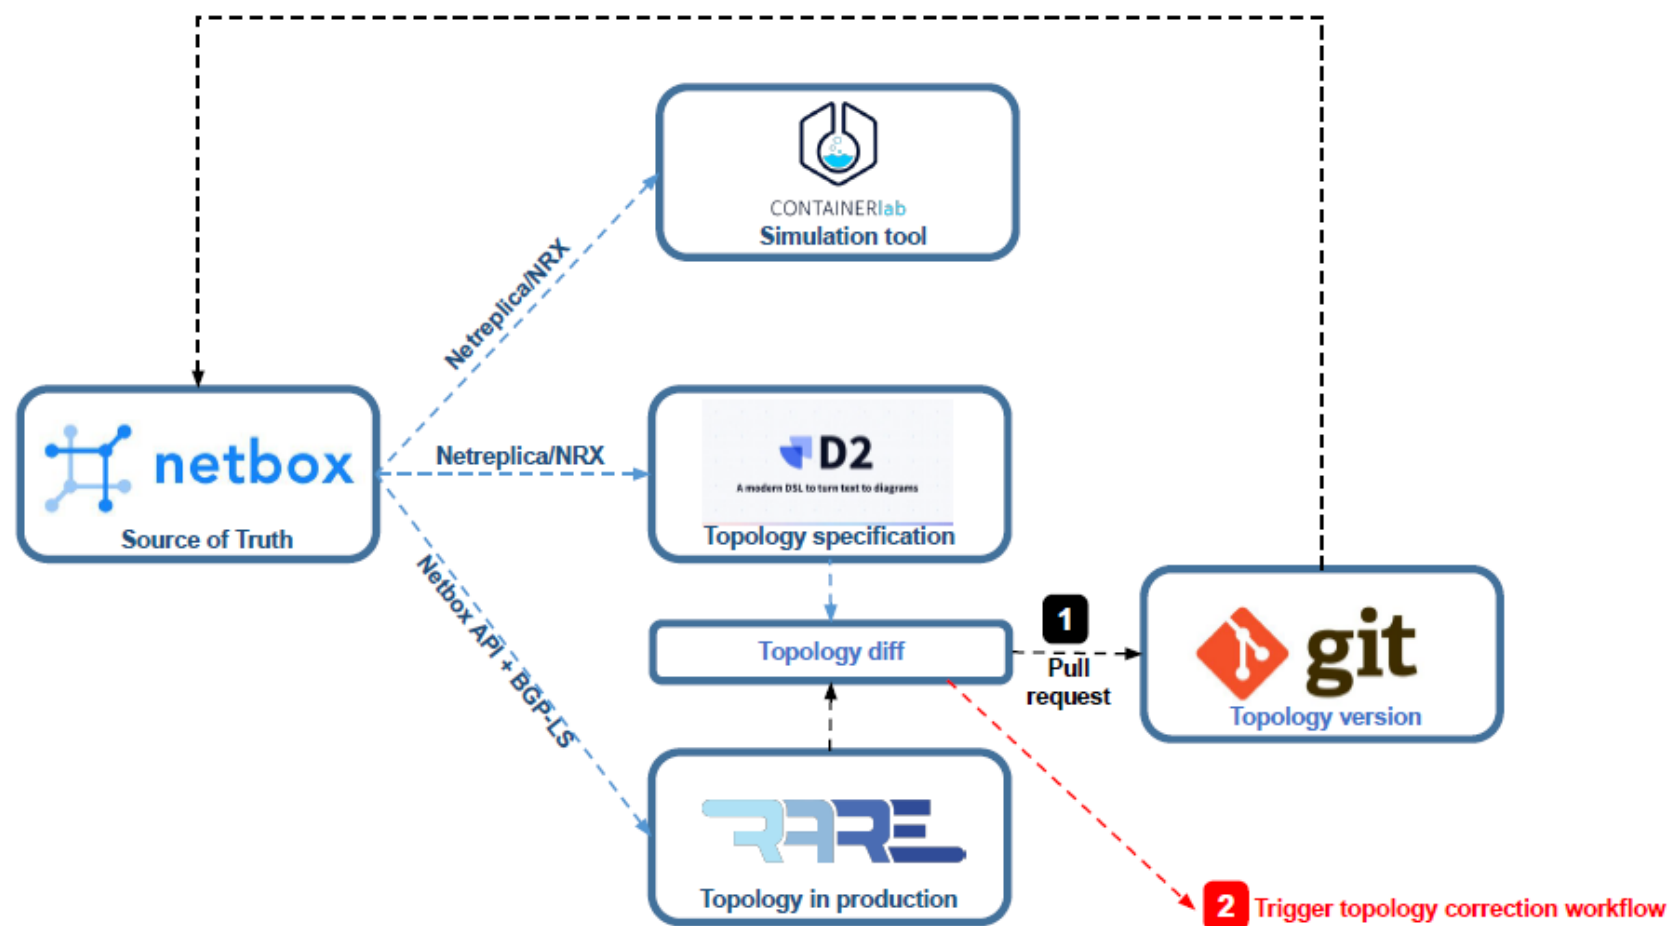 CONTAINERlab
Simulation tool
Netreplica/NRX
netbox
Source of Truth
Netreplica/NRX
D2
A modern DSL to turn text to diagrams
Topology specification
Netbox API + BGP-LS
Topology diff
1
Pull
request
git
Topology version
RARE
Topology in production
2 Trigger topology correction workflow